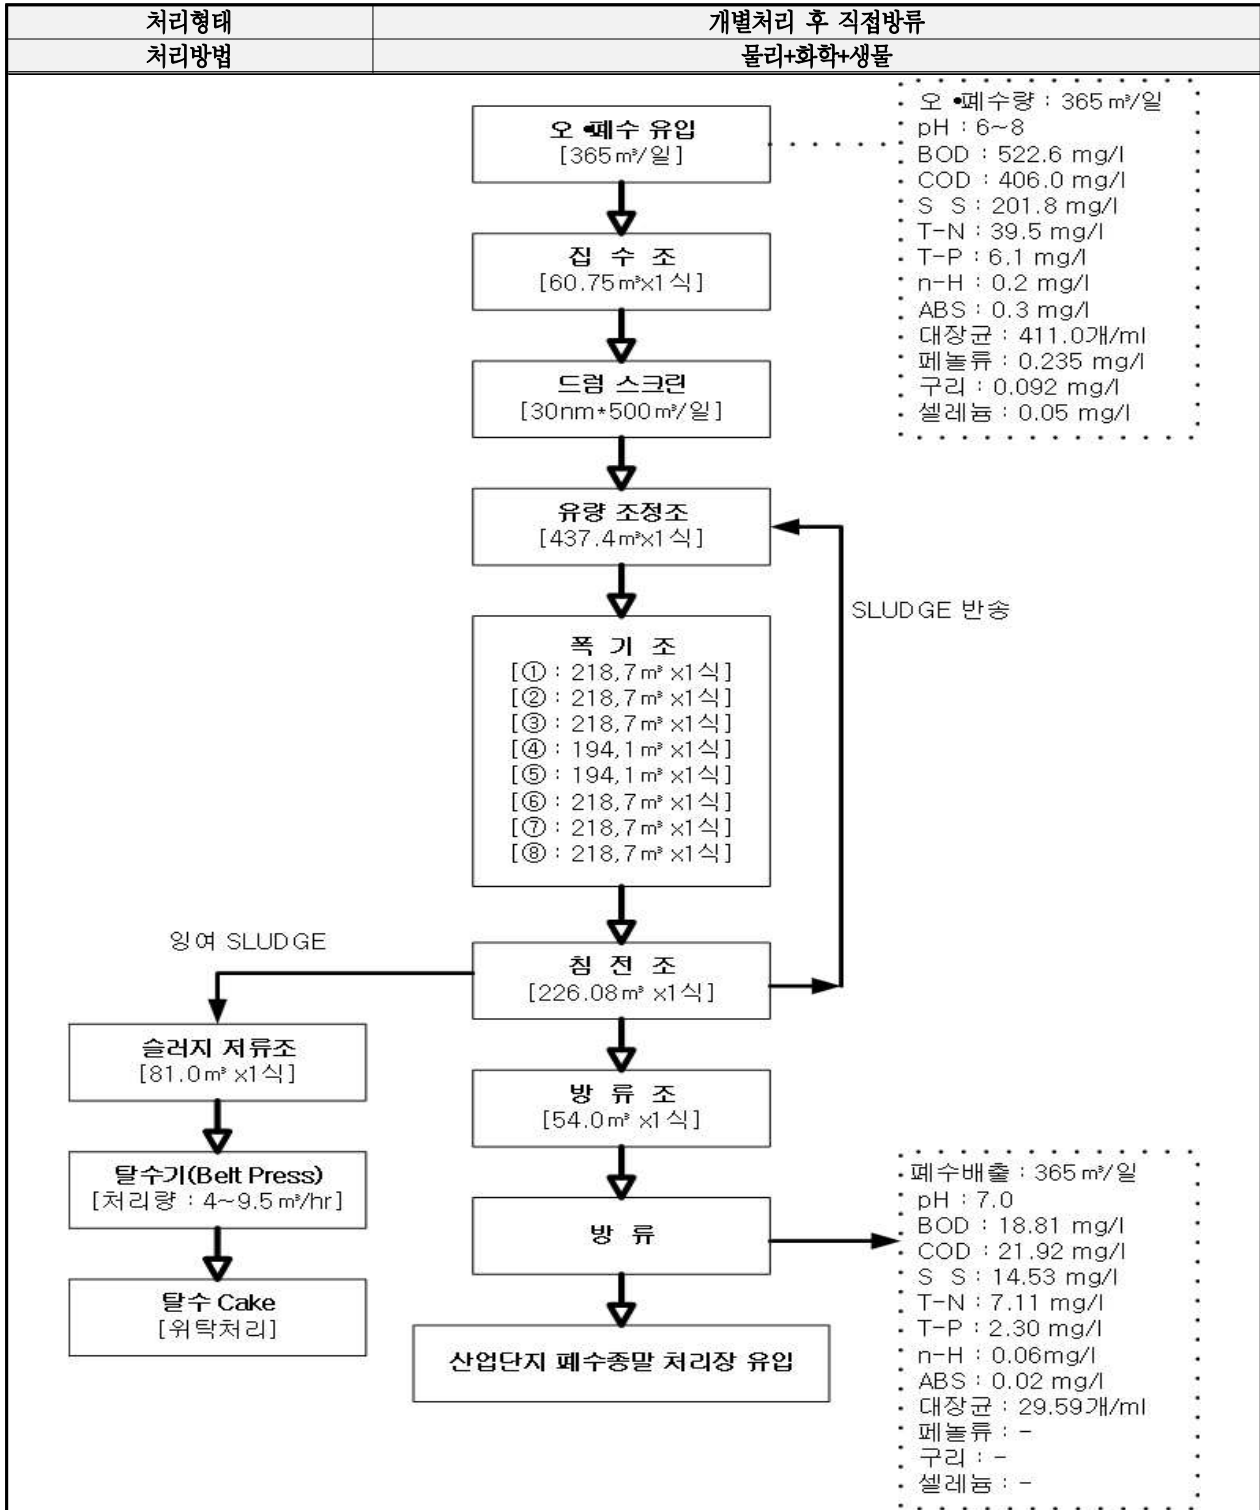 처리형태 개별처리 후 직접방류
처리방법 물리+화학+생물
오•폐수 유입
[365㎥/일]
오•폐수량 : 365㎥/일
pH : 6~8
BOD : 522.6 mg/l
COD : 406.0 mg/l
S S : 201.8 mg/l
T-N : 39.5 mg/l
T-P : 6.1 mg/l
n-H : 0.2 mg/l
ABS : 0.3 mg/l
대장균 : 411.0개/ml
페놀류 : 0.235 mg/l
구리 : 0.092 mg/l
셀레늄 : 0.05 mg/l
집 수 조
[60.75㎥x1식]
드럼 스크린
[30nm*500㎥/일]
유량 조정조
[437.4㎥x1식]
SLUDGE 반송
폭 기 조
[① : 218,7㎥ x1식]
[② : 218,7㎥ x1식]
[③ : 218,7㎥ x1식]
[④ : 194,1㎥ x1식]
[⑤ : 194,1㎥ x1식]
[⑥ : 218,7㎥ x1식]
[⑦ : 218,7㎥ x1식]
[⑧ : 218,7㎥ x1식]
잉여 SLUDGE
침 전 조
[226.08㎥ x1식]
슬러지 저류조
[81.0㎥ x1식]
방 류 조
[54.0㎥ x1식]
탈수기(Belt Press)
[처리량 : 4~9.5㎥/hr]
방 류
탈수 Cake
[위탁처리]
산업단지 폐수종말 처리장 유입
폐수배출 : 365㎥/일
pH : 7.0
BOD : 18.81 mg/l
COD : 21.92 mg/l
S S : 14.53 mg/l
T-N : 7.11 mg/l
T-P : 2.30 mg/l
n-H : 0.06mg/l
ABS : 0.02 mg/l
대장균 : 29.59개/ml
페놀류 : -
구리 : -
셀레늄 : -